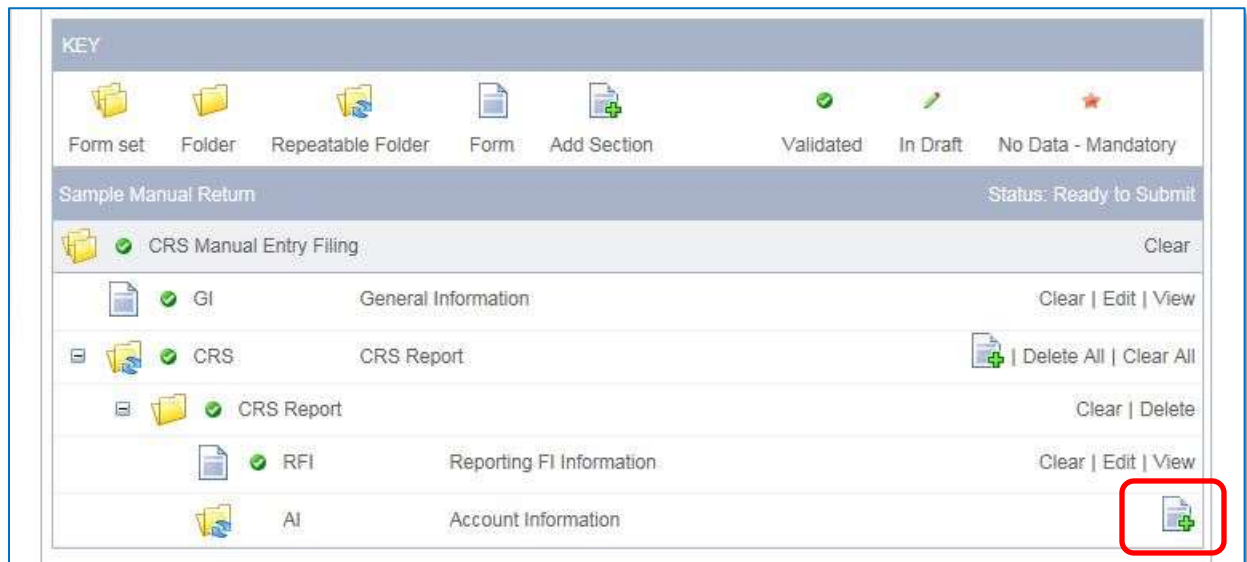 KEY
Form set Folder Repeatable Folder Form Add Section Validated In Draft No Data - Mandatory
Sample Manual Return Status: Ready to Submit
CRS Manual Entry Filing Clear
GI General Information Clear | Edit | View
CRS CRS Report | Delete All | Clear All
CRS Report Clear | Delete
RFI Reporting FI Information Clear | Edit | View
AI Account Information